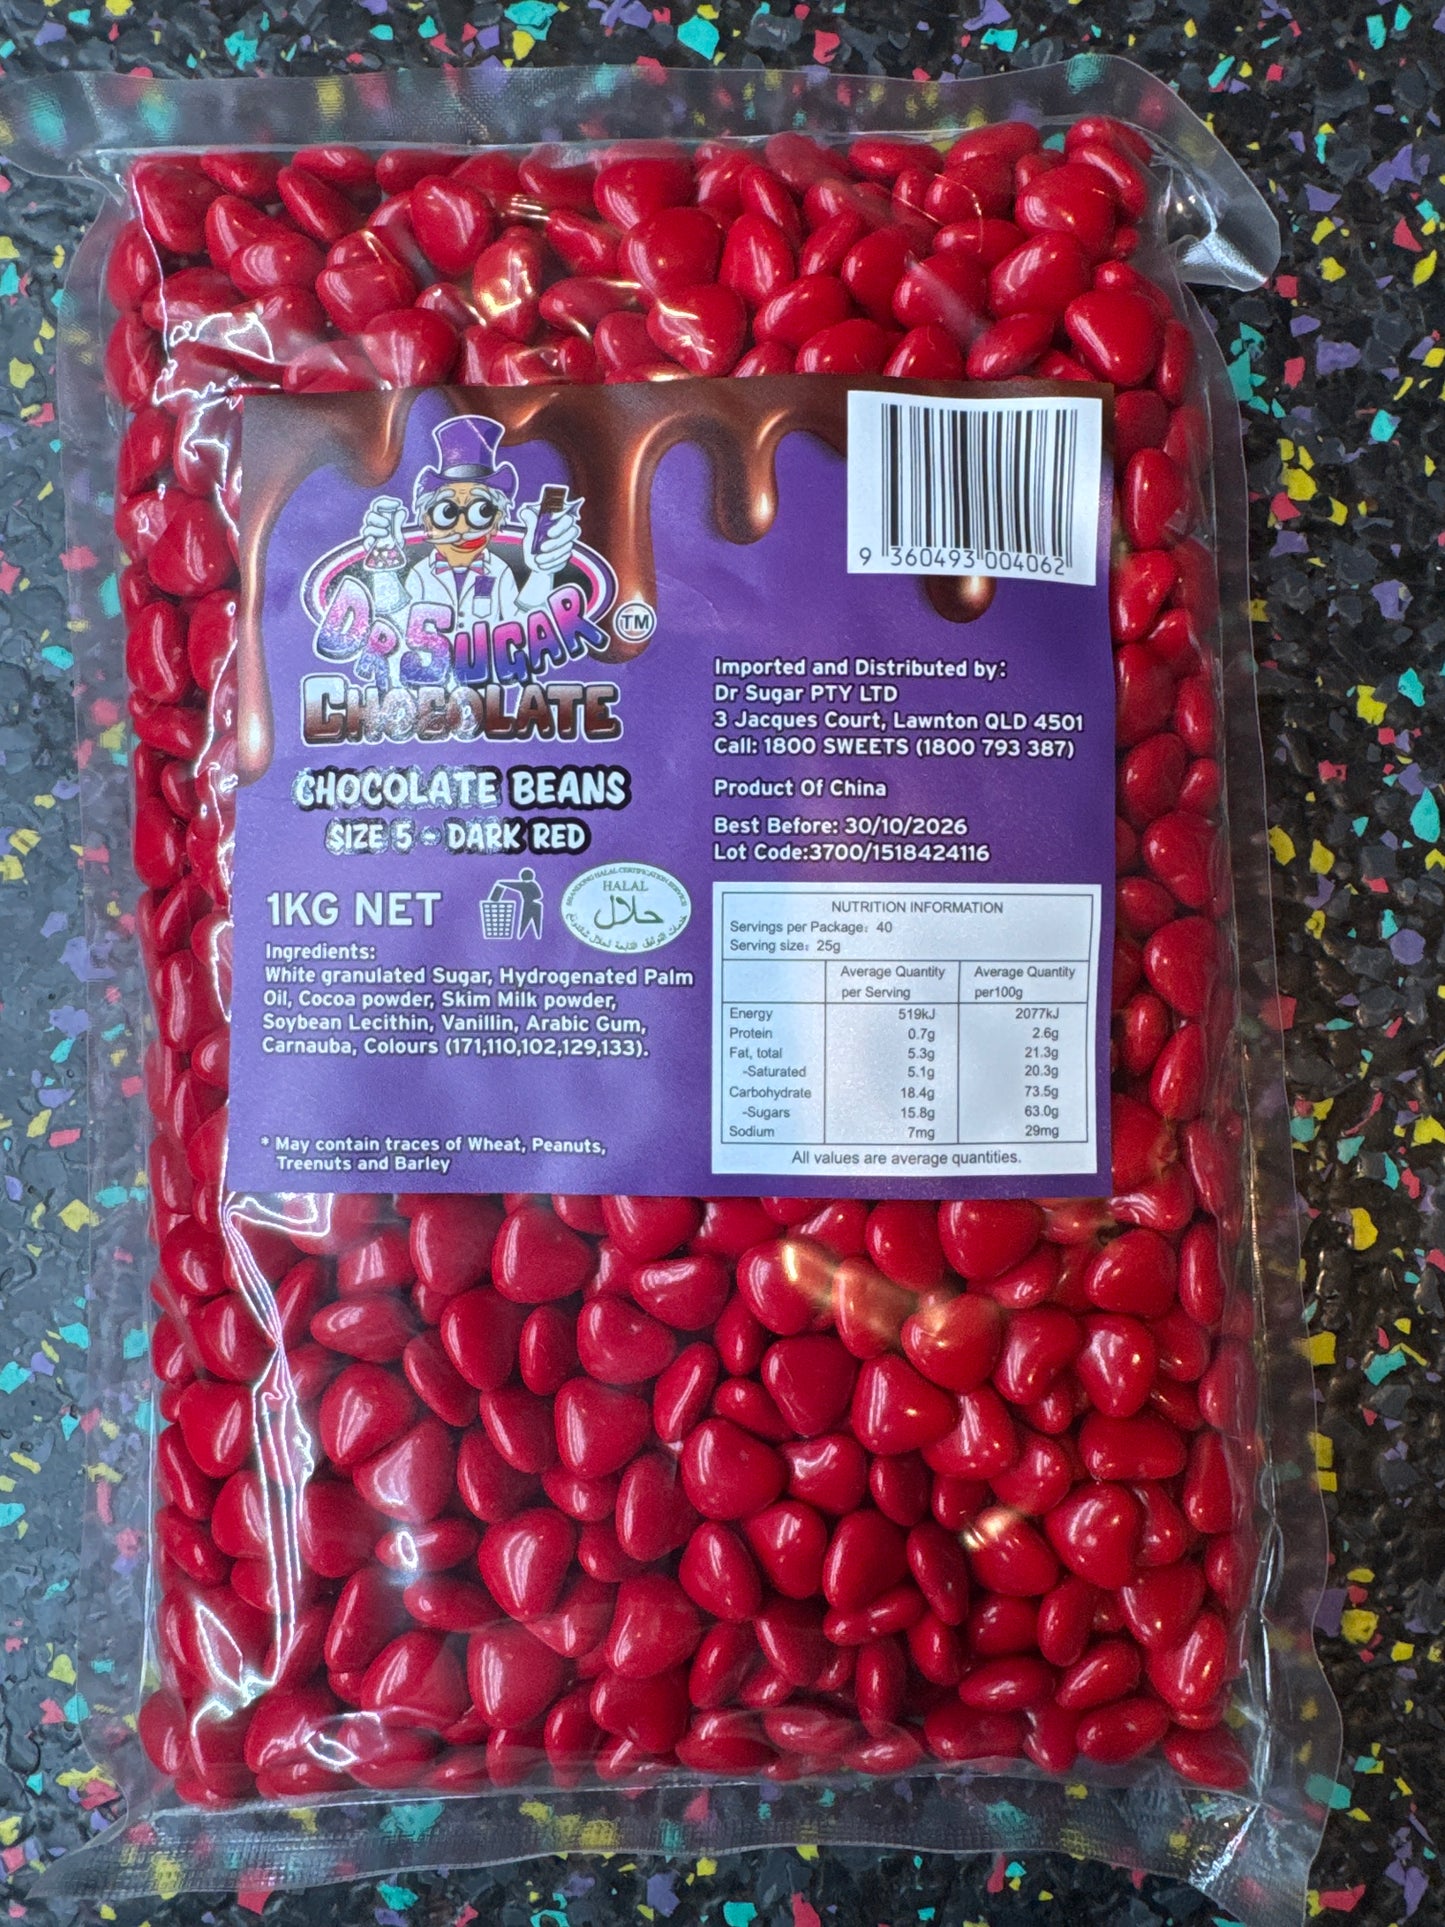 9 360493 004062
DR SUGAR TM
CHOCOLATE
CHOCOLATE BEANS
SIZE 5 - DARK RED
1KG NET
HALAL
حلال
Ingredients:
White granulated Sugar, Hydrogenated Palm
Oil, Cocoa powder, Skim Milk powder,
Soybean Lecithin, Vanillin, Arabic Gum,
Carnauba, Colours (171,110,102,129,133).
* May contain traces of Wheat, Peanuts,
Treenuts and Barley
Imported and Distributed by:
Dr Sugar PTY LTD
3 Jacques Court, Lawnton QLD 4501
Call: 1800 SWEETS (1800 793 387)
Product Of China
Best Before: 30/10/2026
Lot Code:3700/1518424116
NUTRITION INFORMATION
Servings per Package: 40
Serving size: 25g
Average Quantity per Serving Average Quantity per100g
Energy 519kJ 2077kJ
Protein 0.7g 2.6g
Fat, total 5.3g 21.3g
-Saturated 5.1g 20.3g
Carbohydrate 18.4g 73.5g
-Sugars 15.8g 63.0g
Sodium 7mg 29mg
All values are average quantities.